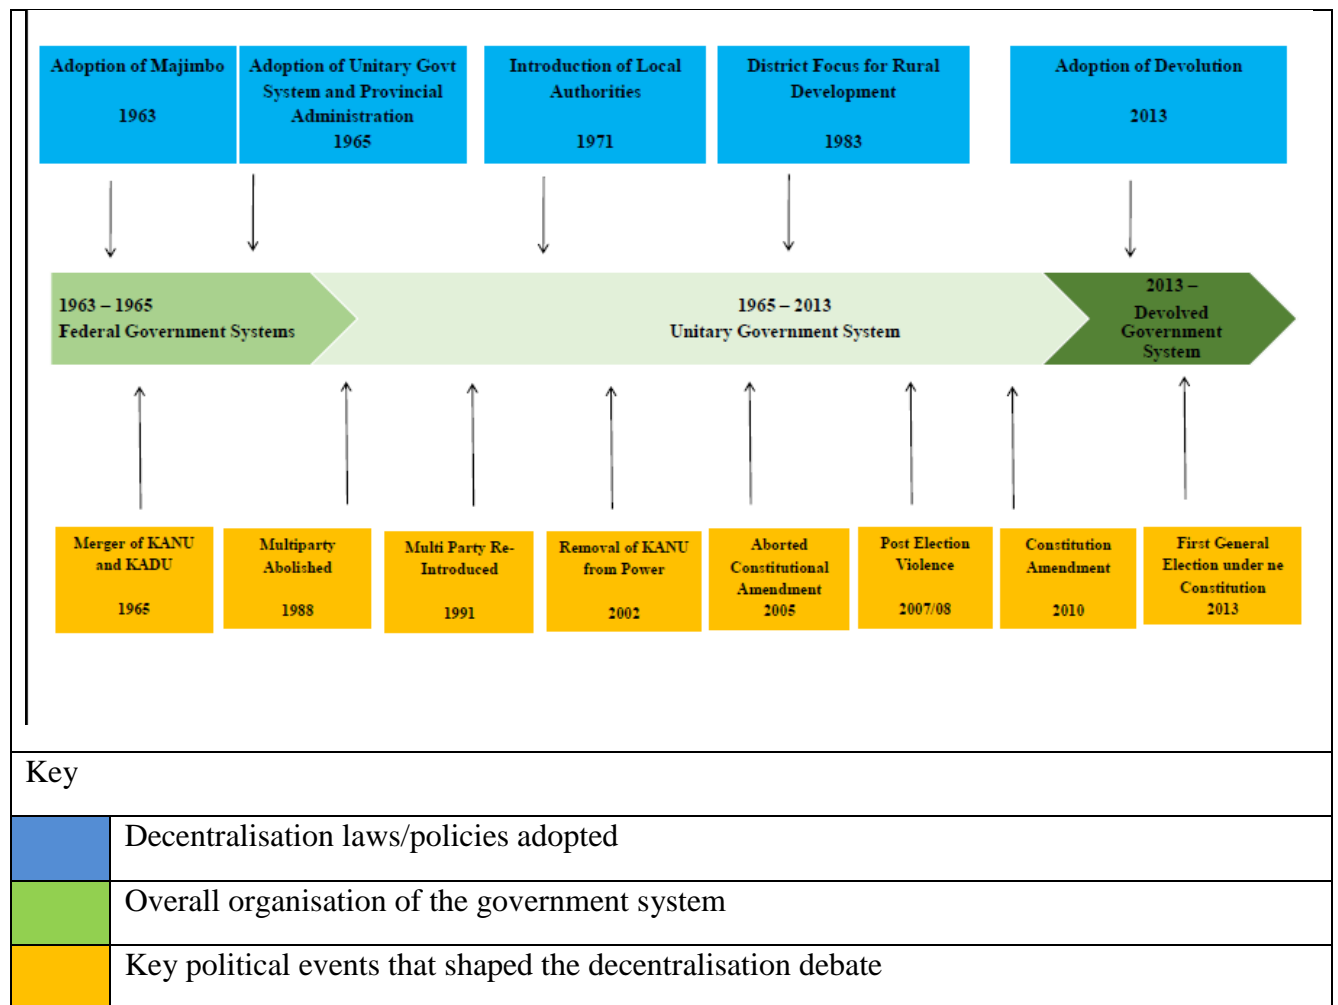 Adoption of Majimbo
1963
Adoption of Unitary Govt
System and Provincial
Administration
1965
Introduction of Local
Authorities
1971
District Focus for Rural
Development
1983
Adoption of Devolution
2013
1963 – 1965
Federal Government Systems
1965 – 2013
Unitary Government System
2013 –
Devolved
Government
System
Merger of KANU
and KADU
1965
Multiparty
Abolished
1988
Multi Party Re-
Introduced
1991
Removal of KANU
from Power
2002
Aborted
Constitutional
Amendment
2005
Post Election
Violence
2007/08
Constitution
Amendment
2010
First General
Election under ne
Constitution
2013
Key
Decentralisation laws/policies adopted
Overall organisation of the government system
Key political events that shaped the decentralisation debate